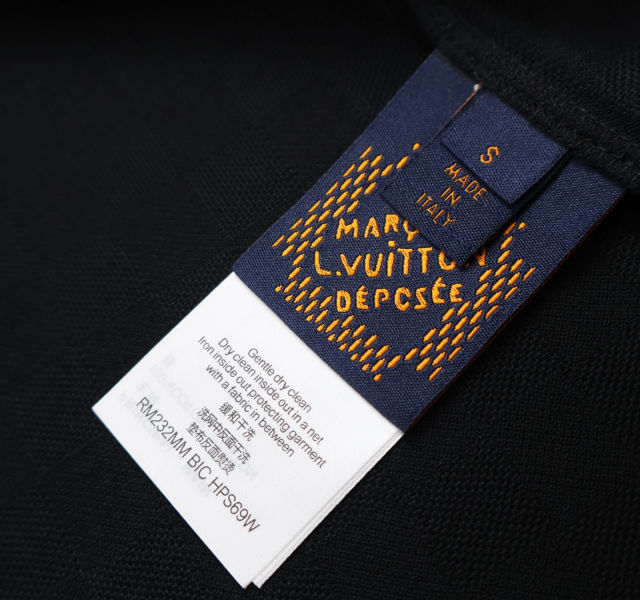 S
MADE
IN
ITALY
MARQ
L.VUITTON
DÉPOSÉE
Gentle dry clean
Dry clean inside out in a net
Iron inside out protecting garment
with a fabric in between
缓和干洗
洗网中反面干洗
垫布反面熨烫
RM232MM BIC HPS69W